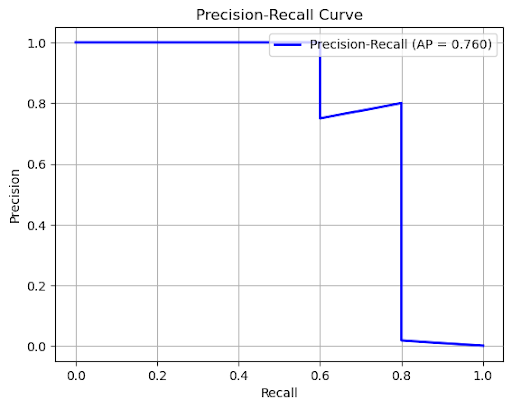 Precision-Recall Curve
Precision-Recall (AP = 0.760)
1.0
0.8
0.6
0.4
0.2
0.0
Precision
0.0 0.2 0.4 0.6 0.8 1.0
Recall